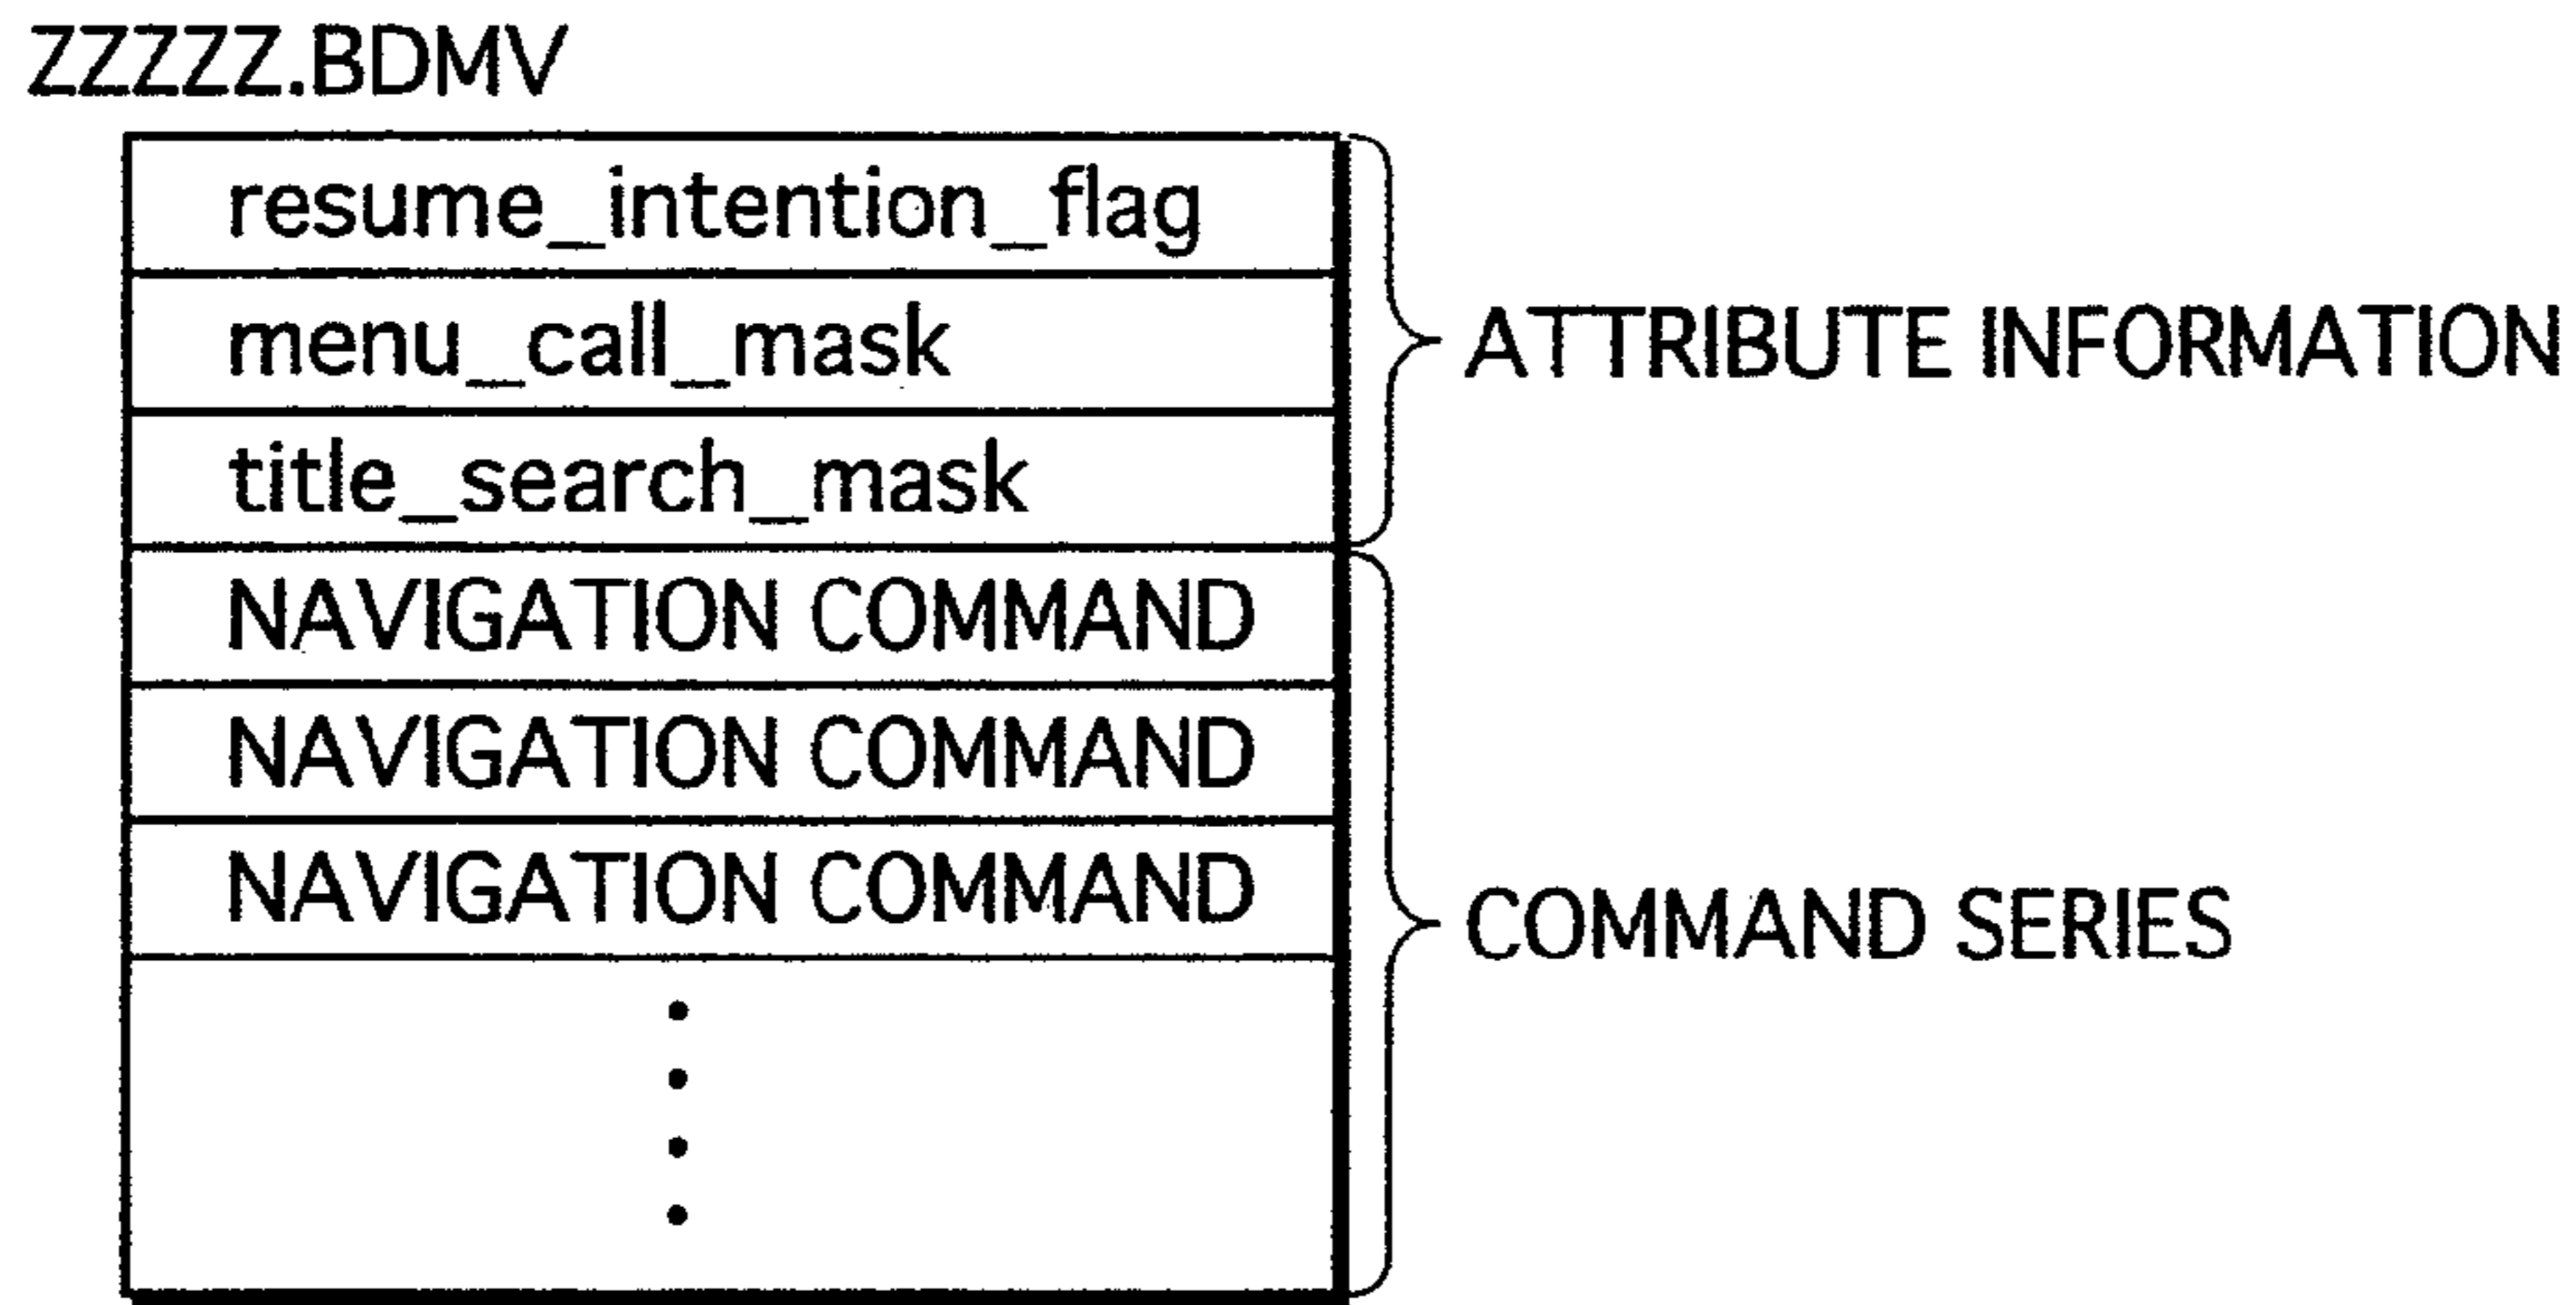 ZZZZZ.BDMV
resume_intention_flag
menu_call_mask
title_search_mask
ATTRIBUTE INFORMATION
NAVIGATION COMMAND
NAVIGATION COMMAND
NAVIGATION COMMAND
COMMAND SERIES